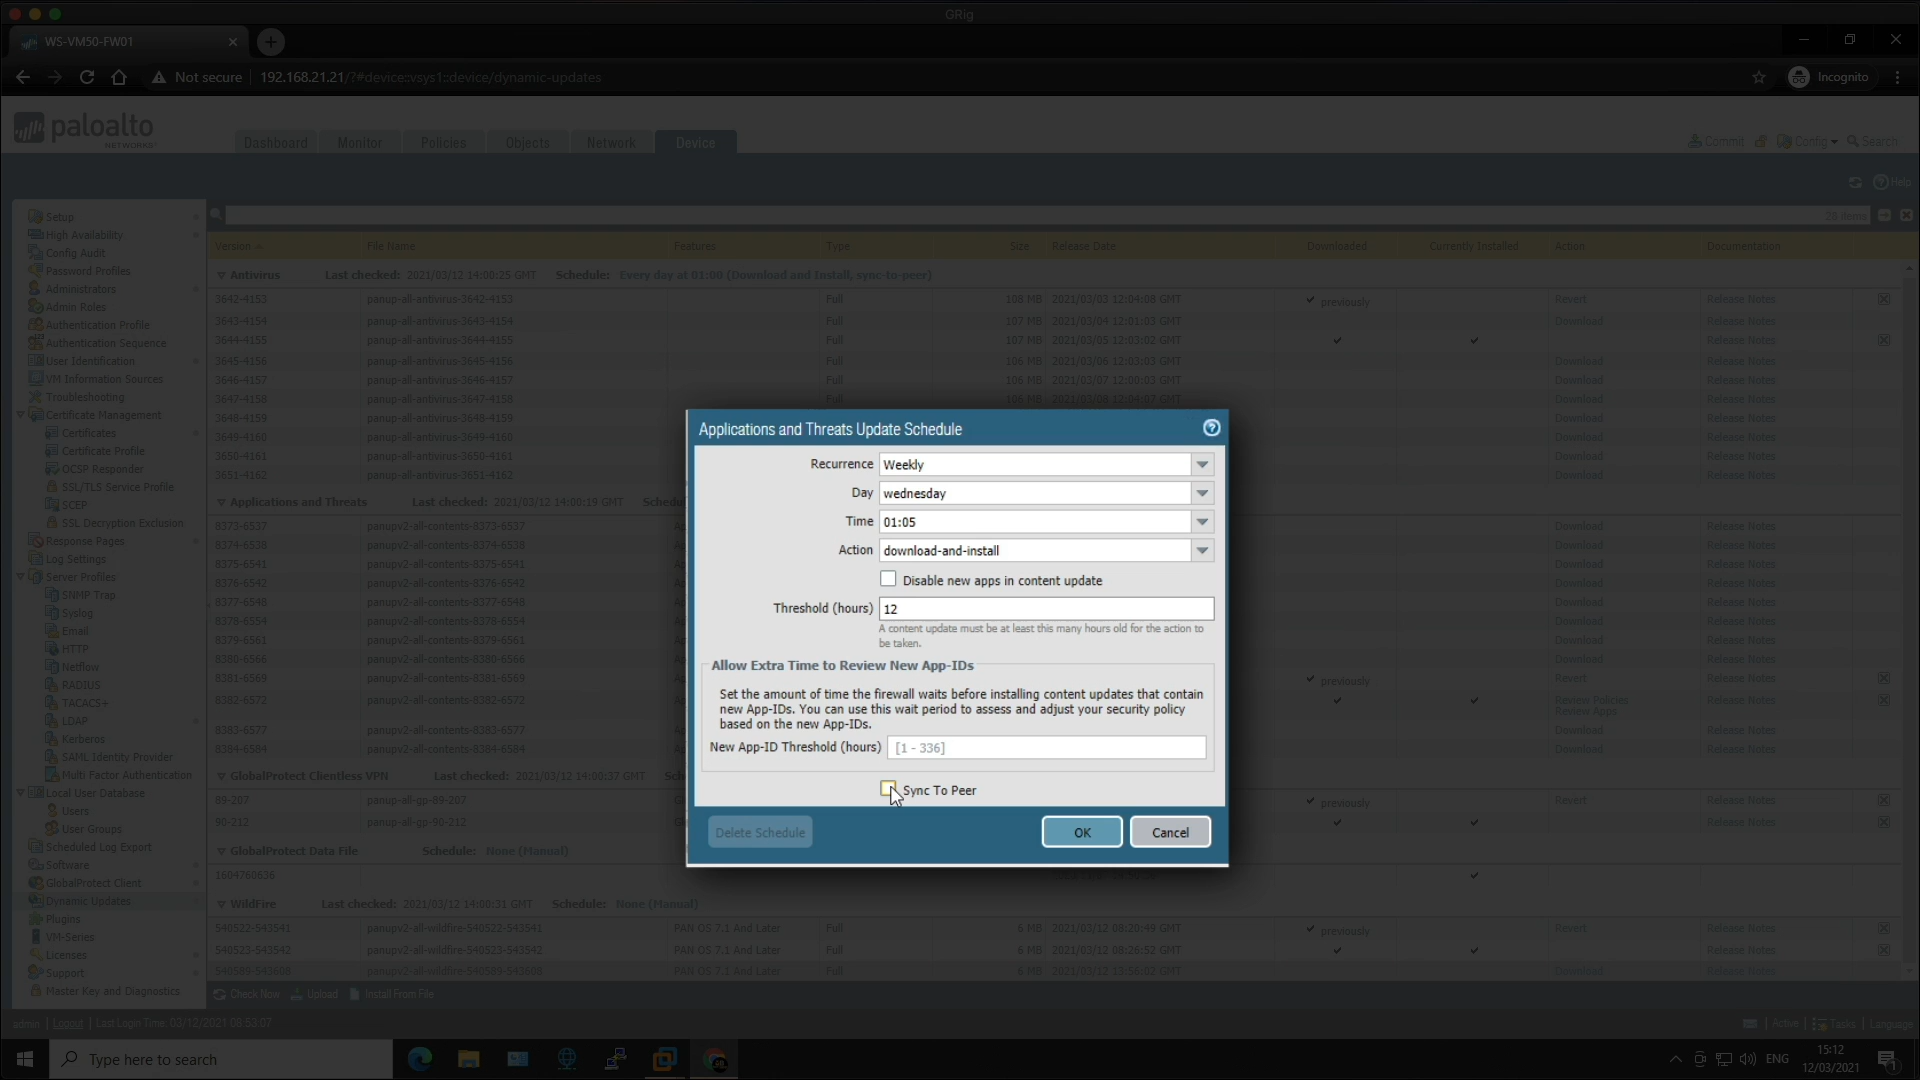 GRig
WS-VM50-FW01
Not secure 192.168.21.21/?#device::vsys1::device/dynamic-updates Incognito
paloalto
NETWORKS
Dashboard Monitor Policies Objects Network Device
Commit Config Search
Help
28 items
Setup
High Availability
Config Audit
Password Profiles
Administrators
Admin Roles
Authentication Profile
Authentication Sequence
User Identification
VM Information Sources
Troubleshooting
Certificate Management
Certificates
Certificate Profile
OCSP Responder
SSL/TLS Service Profile
SCEP
SSL Decryption Exclusion
Response Pages
Log Settings
Server Profiles
SNMP Trap
Syslog
Email
HTTP
Netflow
RADIUS
TACACS+
LDAP
Kerberos
SAML Identity Provider
Multi Factor Authentication
Local User Database
Users
User Groups
Scheduled Log Export
Software
GlobalProtect Client
Dynamic Updates
Plugins
VM-Series
Licenses
Support
Master Key and Diagnostics
Version File Name Features Type Size Release Date Downloaded Currently Installed Action Documentation
Antivirus Last checked: 2021/03/12 14:00:25 GMT Schedule: Every day at 01:00 (Download and Install, sync-to-peer)
3642-4153 panup-all-antivirus-3642-4153 Full 108 MB 2021/03/03 12:04:08 GMT previously Revert Release Notes
3643-4154 panup-all-antivirus-3643-4154 Full 107 MB 2021/03/04 12:01:03 GMT Download Release Notes
3644-4155 panup-all-antivirus-3644-4155 Full 107 MB 2021/03/05 12:03:02 GMT Release Notes
3645-4156 panup-all-antivirus-3645-4156 Full 106 MB 2021/03/06 12:03:03 GMT Download Release Notes
3646-4157 panup-all-antivirus-3646-4157 Full 106 MB 2021/03/07 12:00:03 GMT Download Release Notes
3647-4158 panup-all-antivirus-3647-4158 Full 106 MB 2021/03/08 12:04:07 GMT Download Release Notes
3648-4159 panup-all-antivirus-3648-4159 Download Release Notes
3649-4160 panup-all-antivirus-3649-4160 Download Release Notes
3650-4161 panup-all-antivirus-3650-4161 Download Release Notes
3651-4162 panup-all-antivirus-3651-4162 Download Release Notes
Applications and Threats Last checked: 2021/03/12 14:00:19 GMT Schedu
8373-6537 panupv2-all-contents-8373-6537 Download Release Notes
8374-6538 panupv2-all-contents-8374-6538 Download Release Notes
8375-6541 panupv2-all-contents-8375-6541 Download Release Notes
8376-6542 panupv2-all-contents-8376-6542 Download Release Notes
8377-6548 panupv2-all-contents-8377-6548 Download Release Notes
8378-6554 panupv2-all-contents-8378-6554 Download Release Notes
8379-6561 panupv2-all-contents-8379-6561 Download Release Notes
8380-6566 panupv2-all-contents-8380-6566 Download Release Notes
8381-6569 panupv2-all-contents-8381-6569 previously Revert Release Notes
8382-6572 panupv2-all-contents-8382-6572 Review Policies Release Notes
Review Apps
8383-6577 panupv2-all-contents-8383-6577 Download Release Notes
8384-6584 panupv2-all-contents-8384-6584 Download Release Notes
GlobalProtect Clientless VPN Last checked: 2021/03/12 14:00:37 GMT Sch
89-207 panup-all-gp-89-207 previously Revert Release Notes
90-212 panup-all-gp-90-212 Release Notes
GlobalProtect Data File Schedule: None (Manual)
1604760636
WildFire Last checked: 2021/03/12 14:00:31 GMT Schedule: None (Manual)
540522-543541 panupv2-all-wildfire-540522-543541 PAN OS 7.1 And Later Full 6 MB 2021/03/12 08:20:49 GMT previously Revert Release Notes
540523-543542 panupv2-all-wildfire-540523-543542 PAN OS 7.1 And Later Full 6 MB 2021/03/12 08:26:52 GMT Release Notes
540589-543608 panupv2-all-wildfire-540589-543608 PAN OS 7.1 And Later Full 6 MB 2021/03/12 13:56:02 GMT Download Release Notes
Check Now Upload Install From File
Applications and Threats Update Schedule
Recurrence Weekly
Day wednesday
Time 01:05
Action download-and-install
Disable new apps in content update
Threshold (hours) 12
A content update must be at least this many hours old for the action to
be taken.
Allow Extra Time to Review New App-IDs
Set the amount of time the firewall waits before installing content updates that contain
new App-IDs. You can use this wait period to assess and adjust your security policy
based on the new App-IDs.
New App-ID Threshold (hours) [1 - 336]
Sync To Peer
Delete Schedule OK Cancel
admin | Logout | Last Login Time: 03/12/2021 08:53:07
Active | Tasks | Language
Type here to search
ENG 15:12
12/03/2021
1